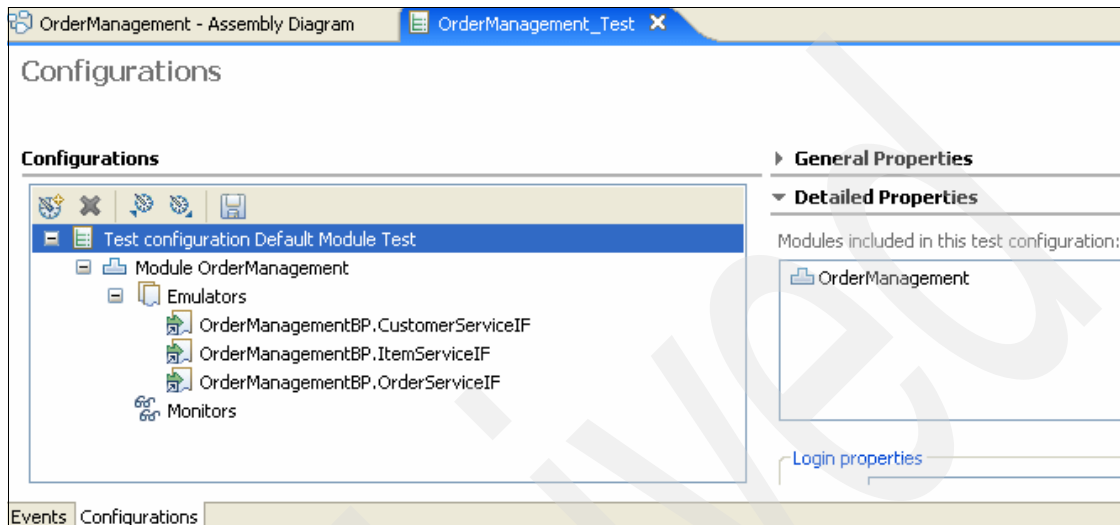 OrderManagement - Assembly Diagram
OrderManagement_Test
Configurations
Configurations
Test configuration Default Module Test
Module OrderManagement
Emulators
OrderManagementBP.CustomerServiceIF
OrderManagementBP.ItemServiceIF
OrderManagementBP.OrderServiceIF
Monitors
General Properties
Detailed Properties
Modules included in this test configuration:
OrderManagement
Login properties
Events
Configurations